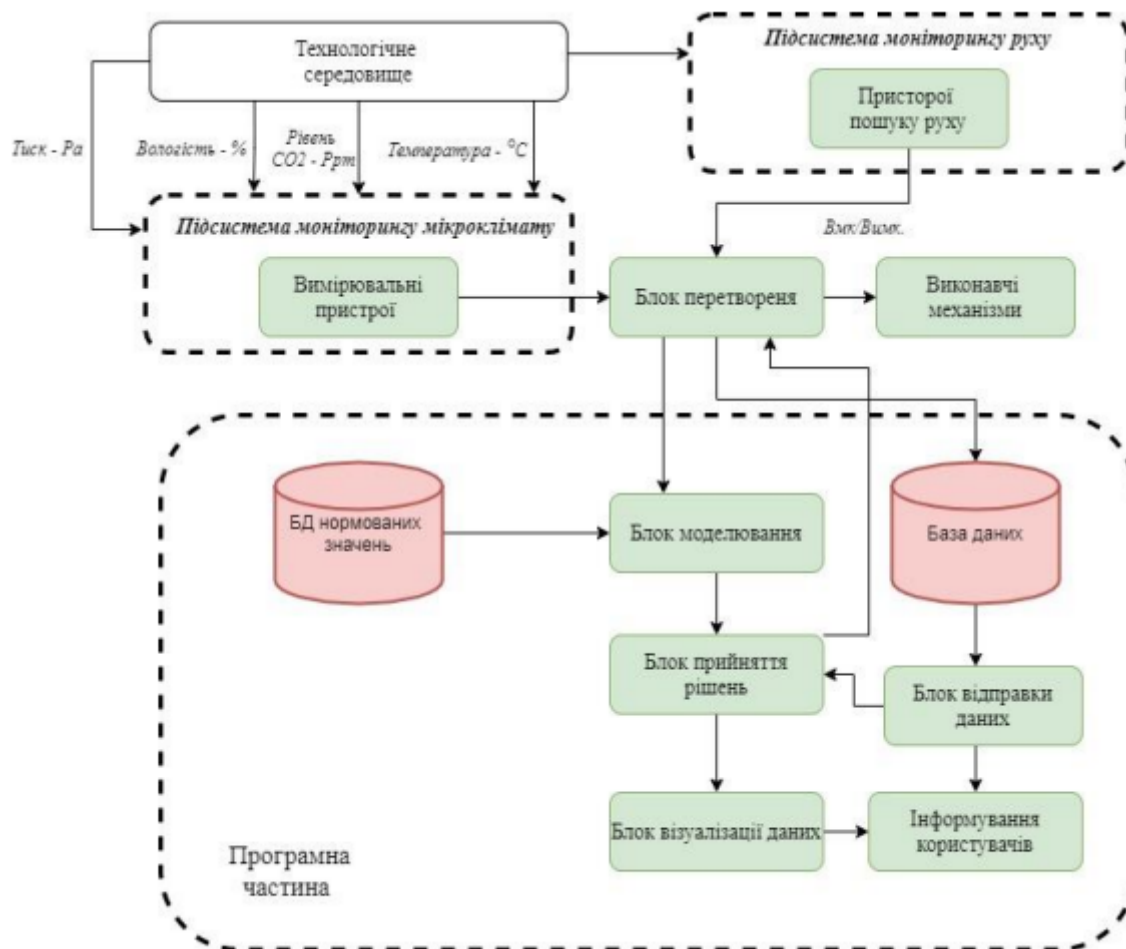 Технологічне
середовище
Підсистема моніторингу руху
Присторої
пошуку руху
Тиск - Pa
Вологість - %
Рівень
CO2 - Ppm
Температура - °C
Підсистема моніторингу мікроклімату
Вмк/Вимк.
Вимірювальні
пристрої
Блок перетвореня
Виконавчі
механізми
БД нормованих
значень
Блок моделювання
База даних
Блок прийняття
рішень
Блок відправки
даних
Блок візуалізації даних
Інформування
користувачів
Програмна
частина